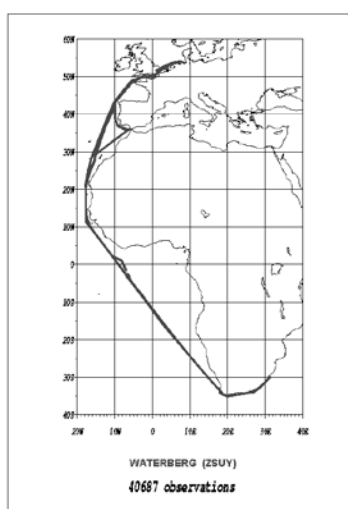 60N
50N
40N
30N
20N
10N
0
10S
20S
30S
40S
20W 10W 0 10E 20E 30E 40E
WATERBERG (ZSUY)
40687 observations